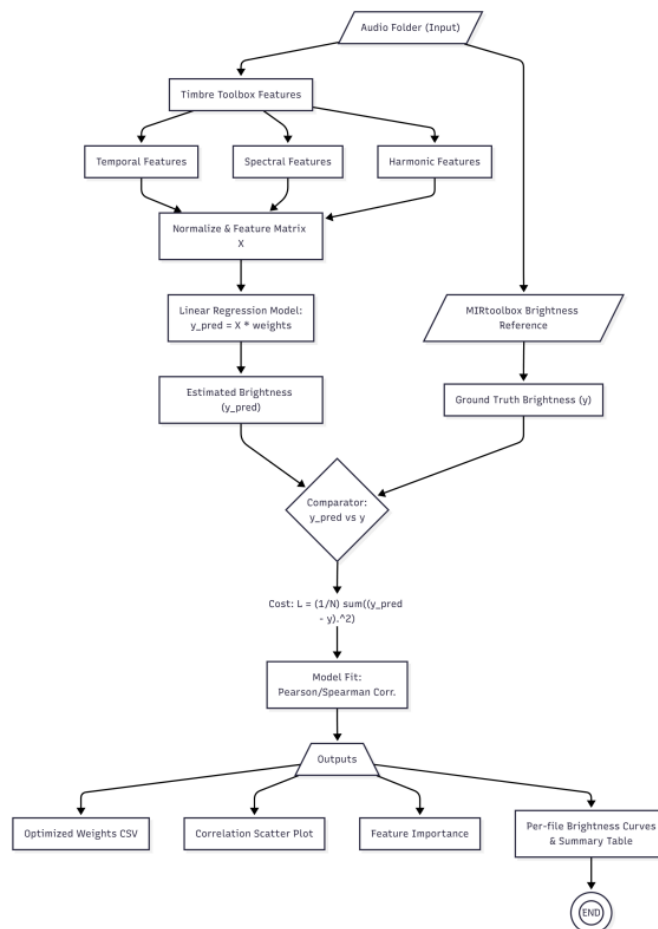 Audio Folder (Input)
Timbre Toolbox Features
Temporal Features
Spectral Features
Harmonic Features
Normalize & Feature Matrix
X
Linear Regression Model:
y_pred = X * weights
MIRtoolbox Brightness
Reference
Estimated Brightness
(y_pred)
Ground Truth Brightness (y)
Comparator:
y_pred vs y
Cost: L = (1/N) sum((y_pred
- y).^2)
Model Fit:
Pearson/Spearman Corr.
Outputs
Optimized Weights CSV
Correlation Scatter Plot
Feature Importance
Per-file Brightness Curves
& Summary Table
END